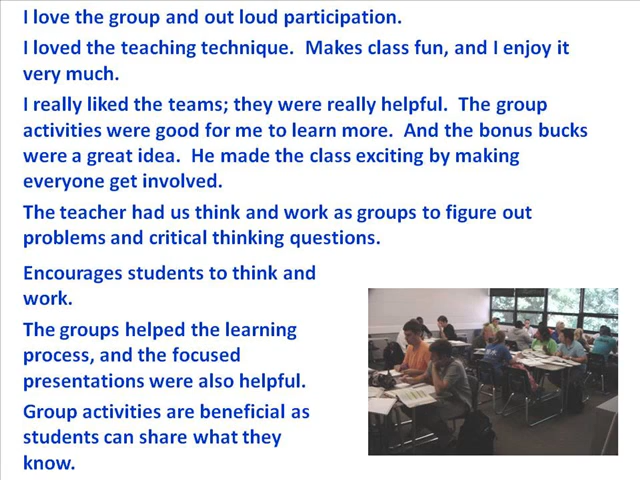 I love the group and out loud participation.
I loved the teaching technique.  Makes class fun, and I enjoy it
very much.
I really liked the teams; they were really helpful.  The group
activities were good for me to learn more.  And the bonus bucks
were a great idea.  He made the class exciting by making
everyone get involved.
The teacher had us think and work as groups to figure out
problems and critical thinking questions.
Encourages students to think and
work.
The groups helped the learning
process, and the focused
presentations were also helpful.
Group activities are beneficial as
students can share what they
know.